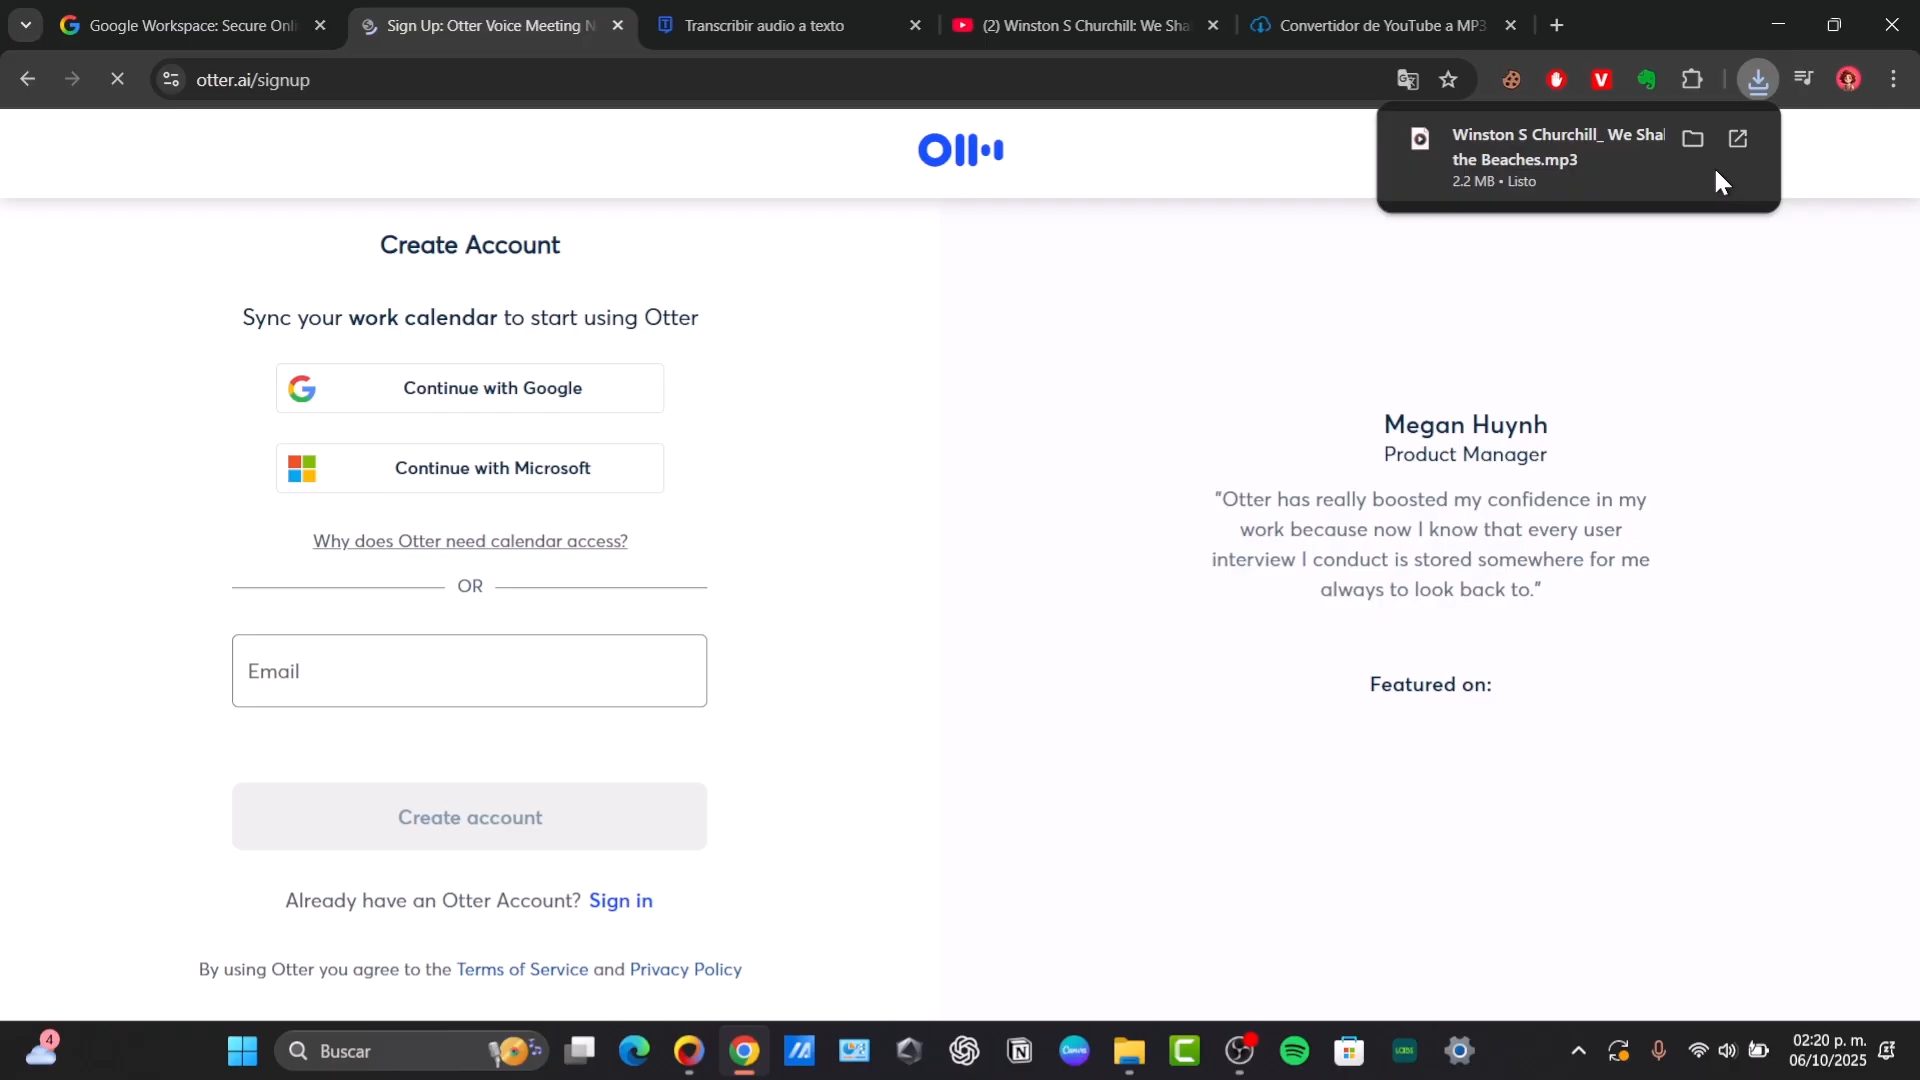 Google Workspace: Secure Onli
Sign Up: Otter Voice Meeting N
Transcribir audio a texto
(2) Winston S Churchill: We Sha
Convertidor de YouTube a MP3
otter.ai/signup
Winston S Churchill_ We Shal
the Beaches.mp3
2.2 MB • Listo
Create Account
Sync your work calendar to start using Otter
Continue with Google
Continue with Microsoft
Why does Otter need calendar access?
OR
Email
Create account
Already have an Otter Account? Sign in
By using Otter you agree to the Terms of Service and Privacy Policy
Megan Huynh
Product Manager
"Otter has really boosted my confidence in my
work because now I know that every user
interview I conduct is stored somewhere for me
always to look back to."
Featured on:
4
Buscar
Canva
02:20 p. m.
06/10/2025